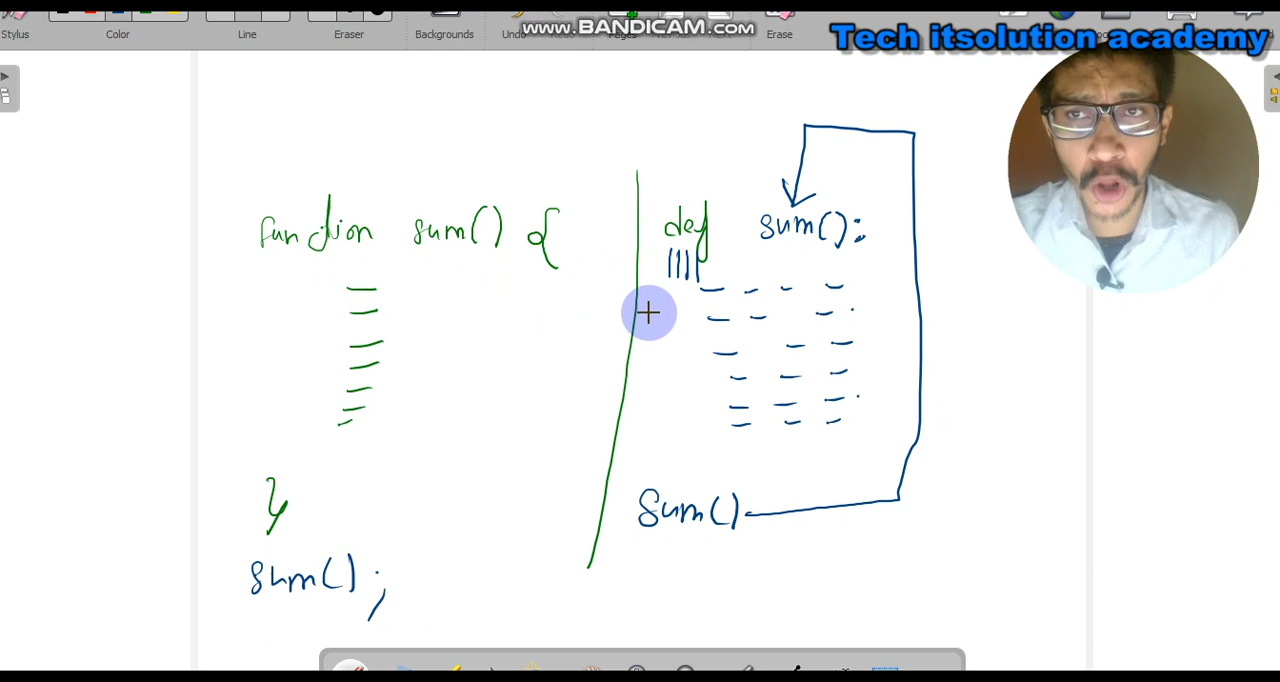 Stylus
Color
Line
Eraser
Backgrounds
Undo
Pages
Erase
www.BANDICAM.com
Tech itsolution academy
function sum() {
}
sum();
def sum():
sum()